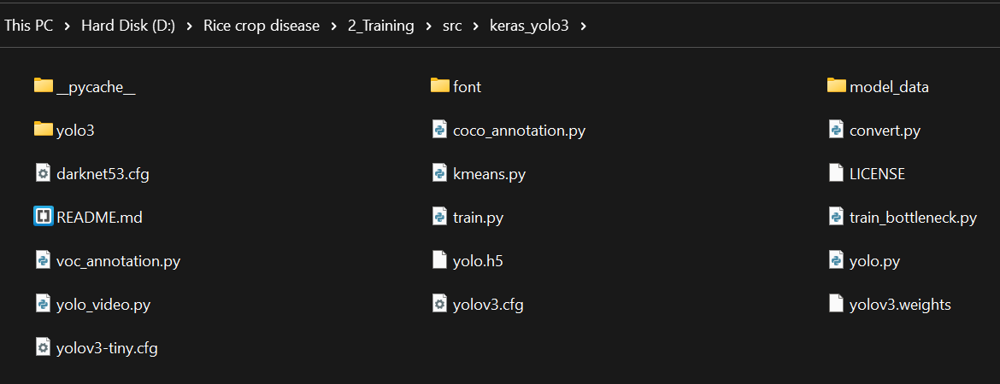 This PC > Hard Disk (D:) > Rice crop disease > 2_Training > src > keras_yolo3 >
__pycache__ font model_data
yolo3 coco_annotation.py convert.py
darknet53.cfg kmeans.py LICENSE
README.md train.py train_bottleneck.py
voc_annotation.py yolo.h5 yolo.py
yolo_video.py yolov3.cfg yolov3.weights
yolov3-tiny.cfg